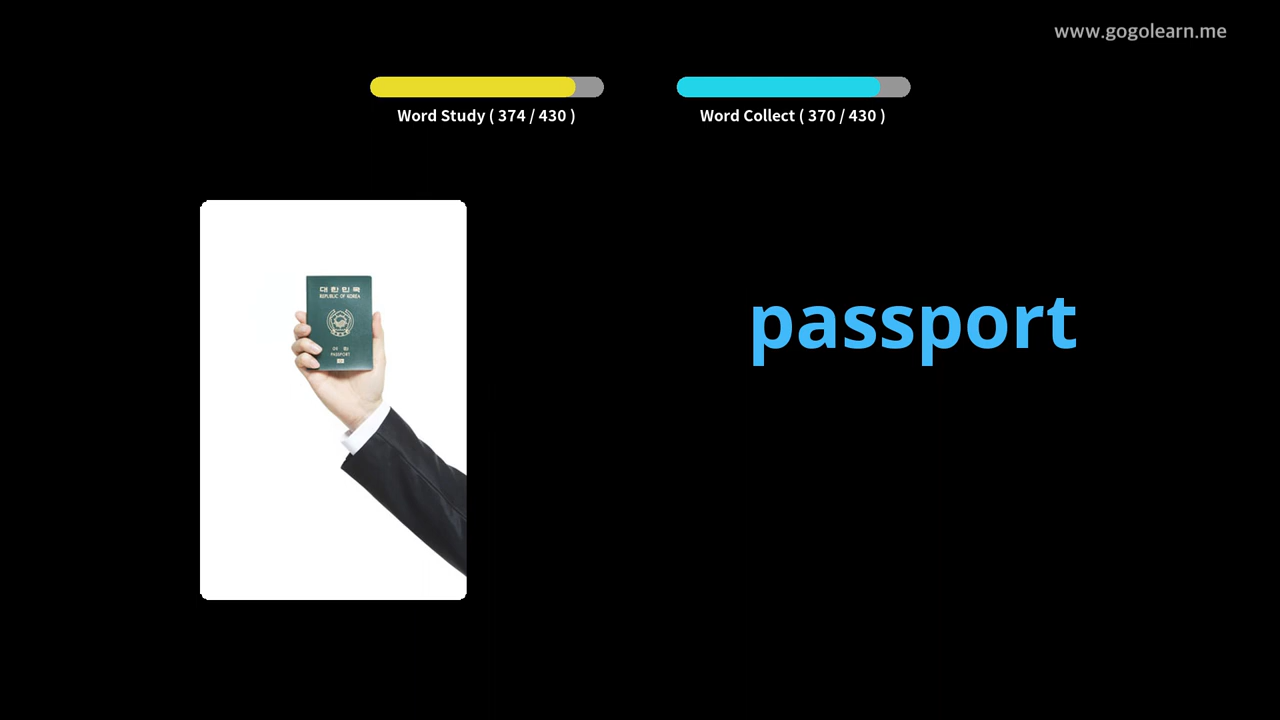 www.gogolearn.me
Word Study ( 374 / 430 )
Word Collect ( 370 / 430 )
대한민국
REPUBLIC OF KOREA
passport
여 권
PASSPORT